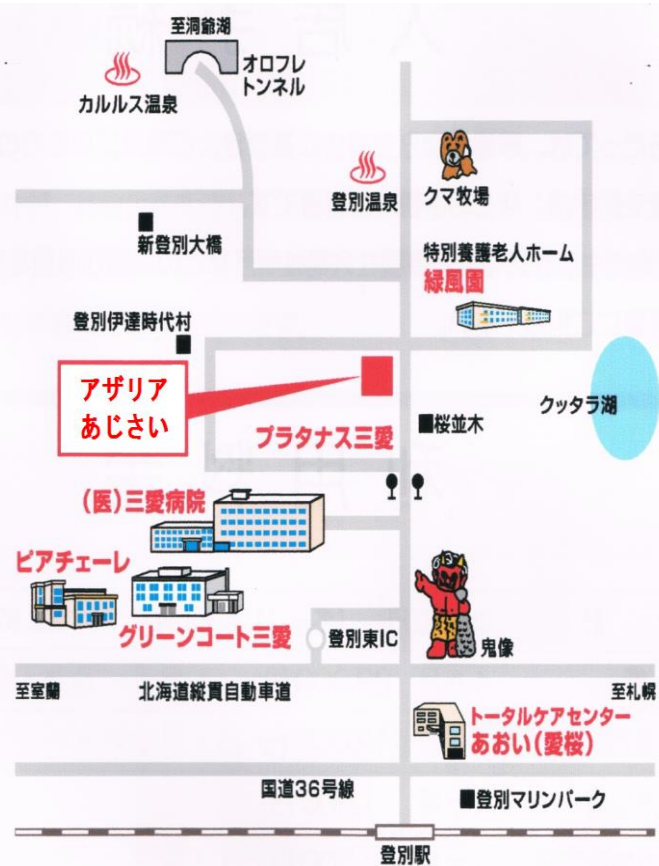 至洞爺湖
オロフレ
トンネル
カルルス温泉
登別温泉
クマ牧場
新登別大橋
特別養護老人ホーム
緑風園
登別伊達時代村
アザリア
あじさい
クッタラ湖
プラタナス三愛
桜並木
(医)三愛病院
ピアチェーレ
グリーンコート三愛
登別東IC
鬼像
至室蘭
北海道縦貫自動車道
至札幌
トータルケアセンター
あおい(愛桜)
国道36号線
登別マリンパーク
登別駅